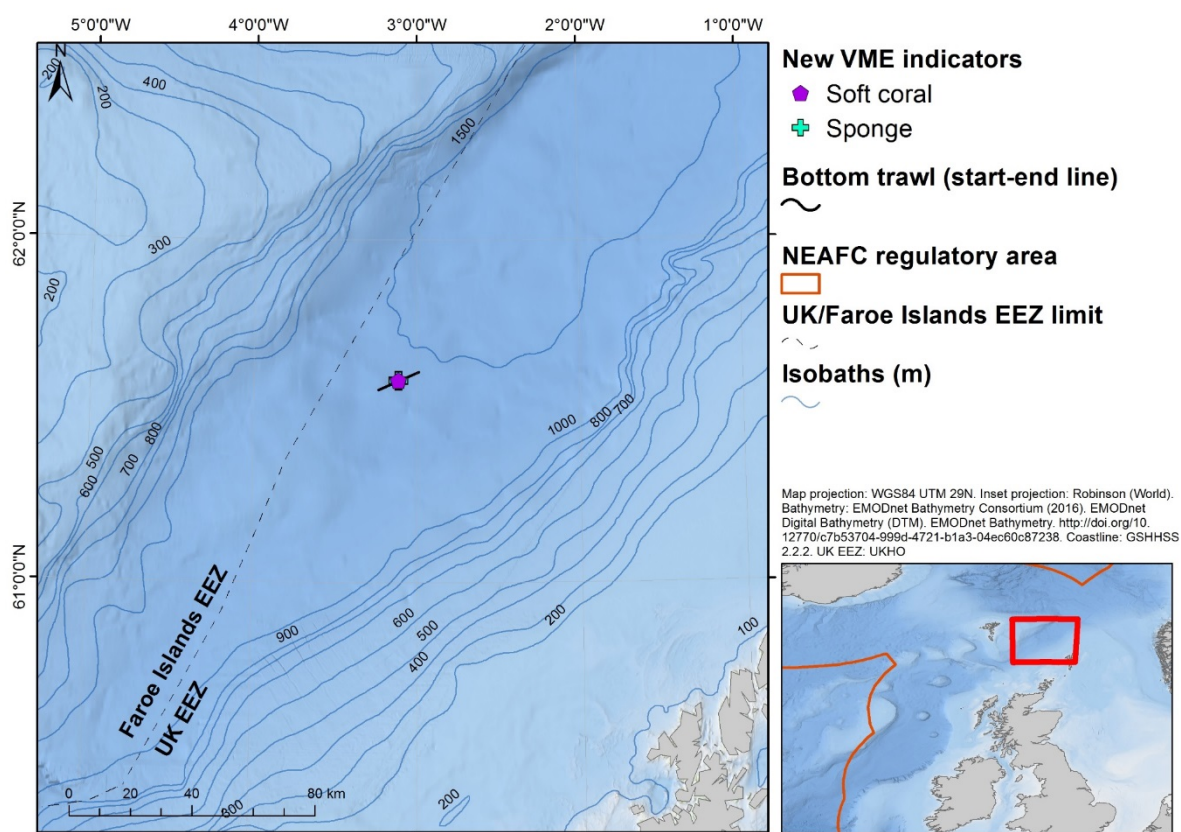 5°0'0"W
4°0'0"W
3°0'0"W
2°0'0"W
1°0'0"W
62°0'0"N
61°0'0"N
N
200
200
400
300
200
1500
500
600
700
800
1000
800
700
900
600
500
400
200
100
300
200
Faroe Islands EEZ
UK EEZ
0 20 40 80 km
New VME indicators
Soft coral
Sponge
Bottom trawl (start-end line)
NEAFC regulatory area
UK/Faroe Islands EEZ limit
Isobaths (m)
Map projection: WGS84 UTM 29N. Inset projection: Robinson (World).
Bathymetry: EMODnet Bathymetry Consortium (2016). EMODnet
Digital Bathymetry (DTM). EMODnet Bathymetry. http://doi.org/10.
12770/c7b53704-999d-4721-b1a3-04ec60c87238. Coastline: GSHHSS
2.2.2. UK EEZ: UKHO